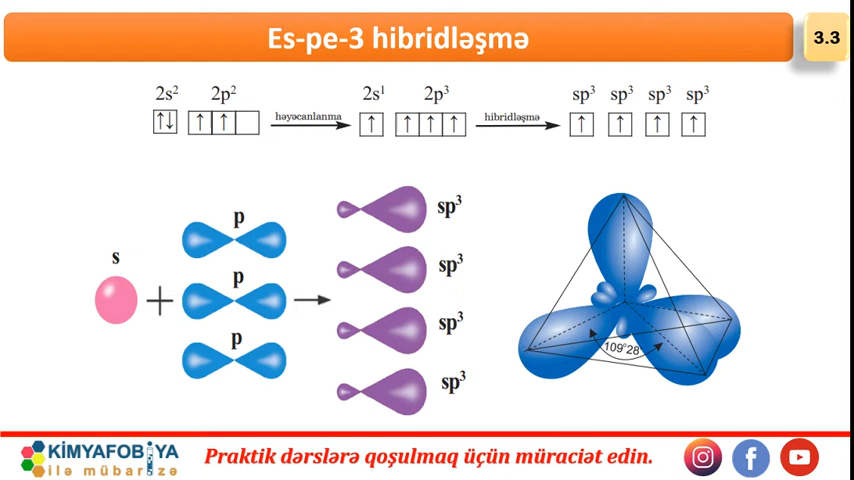 Es-pe-3 hibridləşmə
3.3
2s² 2p² 2s¹ 2p³ sp³ sp³ sp³ sp³
həyəcanlanma hibridləşmə
p
sp³
s
p
sp³
p
sp³
sp³
109°28
KİMYAFOBİYA
ilə mübarizə
Praktik dərslərə qoşulmaq üçün müraciət edin.